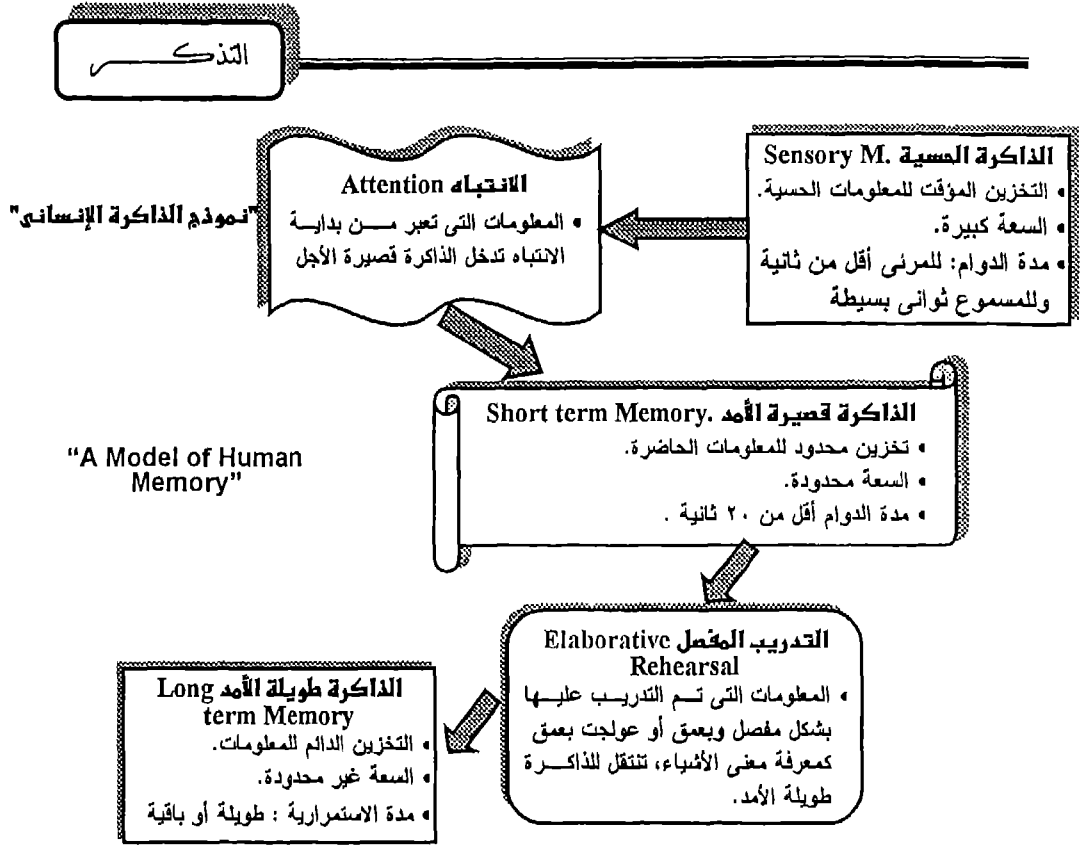 التذكر
الذاكرة الحسية Sensory M.
• التخزين المؤقت للمعلومات الحسية.
• السعة كبيرة.
• مدة الدوام: للمرئى أقل من ثانية
وللمسموع ثوانى بسيطة
الانتباه Attention
• المعلومات التى تعبر من بداية
الانتباه تدخل الذاكرة قصيرة الأجل
"نموذج الذاكرة الإنسانى"
الذاكرة قصيرة الأمد Short term Memory.
• تخزين محدود للمعلومات الحاضرة.
• السعة محدودة.
• مدة الدوام أقل من ٢٠ ثانية .
"A Model of Human
Memory"
التدريب المفصل Elaborative
Rehearsal
• المعلومات التى تم التدريب عليها
بشكل مفصل وبعمق أو عولجت بعمق
كمعرفة معنى الأشياء، تنتقل للذاكرة
طويلة الأمد.
الذاكرة طويلة الأمد Long
term Memory
• التخزين الدائم للمعلومات.
• السعة غير محدودة.
• مدة الاستمرارية : طويلة أو باقية